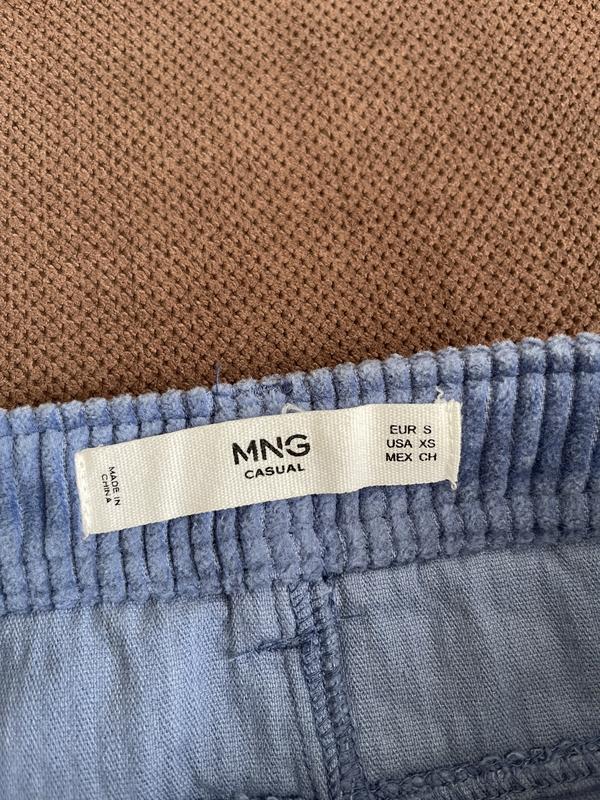 MADE IN
CHINA
MNG
CASUAL
EUR S
USA XS
MEX CH